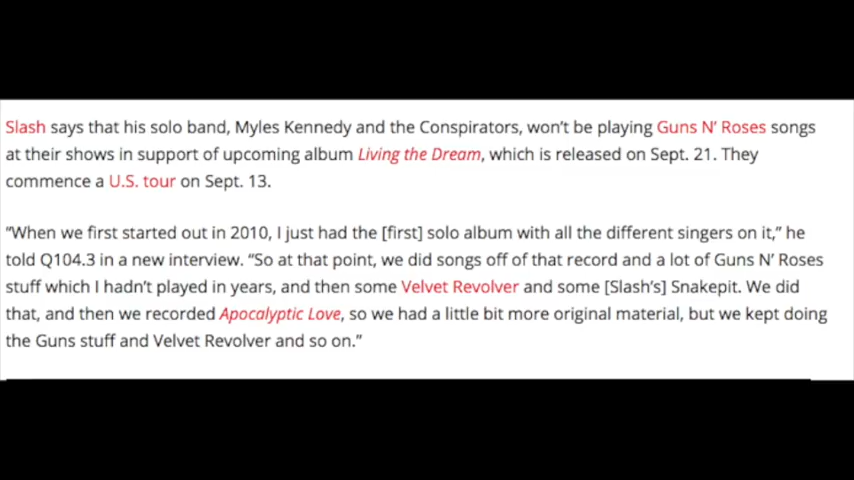 Slash says that his solo band, Myles Kennedy and the Conspirators, won't be playing Guns N' Roses songs
at their shows in support of upcoming album Living the Dream, which is released on Sept. 21. They
commence a U.S. tour on Sept. 13.
“When we first started out in 2010, I just had the [first] solo album with all the different singers on it,” he
told Q104.3 in a new interview. “So at that point, we did songs off of that record and a lot of Guns N’ Roses
stuff which I hadn’t played in years, and then some Velvet Revolver and some [Slash’s] Snakepit. We did
that, and then we recorded Apocalyptic Love, so we had a little bit more original material, but we kept doing
the Guns stuff and Velvet Revolver and so on.”